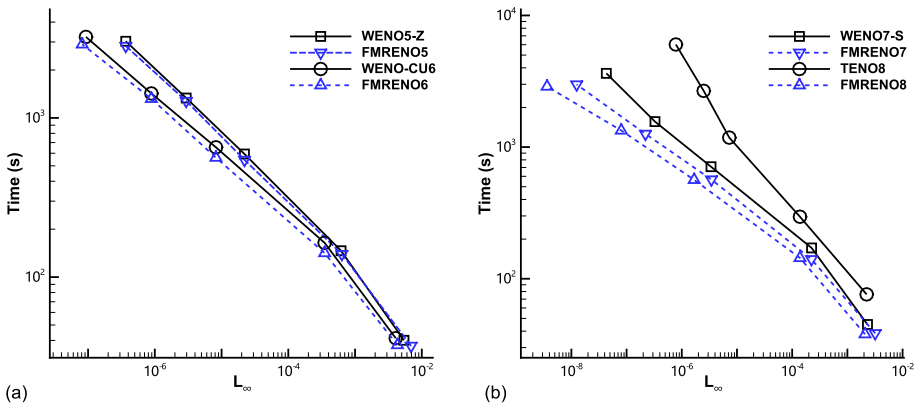 WENO5-Z
FMRENO5
WENO-CU6
FMRENO6
Time (s)
10^3
10^2
10^-6
10^-4
10^-2
L∞
(a)
WENO7-S
FMRENO7
TENO8
FMRENO8
Time (s)
10^4
10^3
10^2
10^-8
10^-6
10^-4
10^-2
L∞
(b)